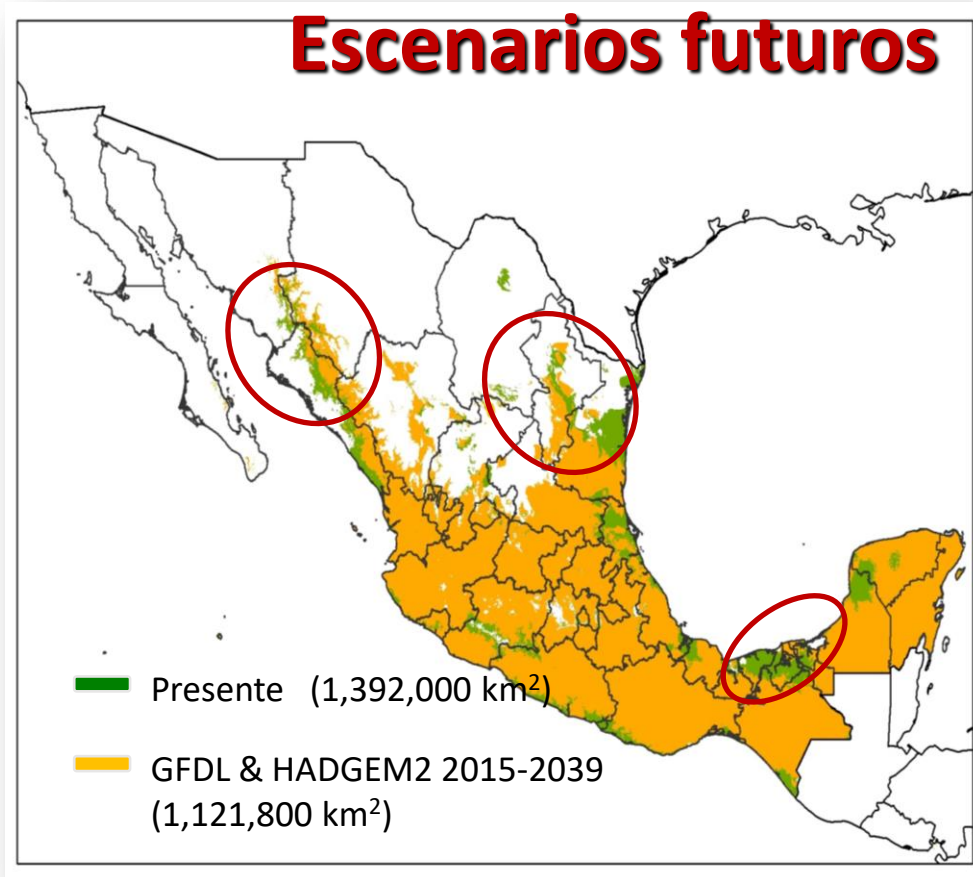 Escenarios futuros
Presente (1,392,000 km²)
GFDL & HADGEM2 2015-2039
(1,121,800 km²)